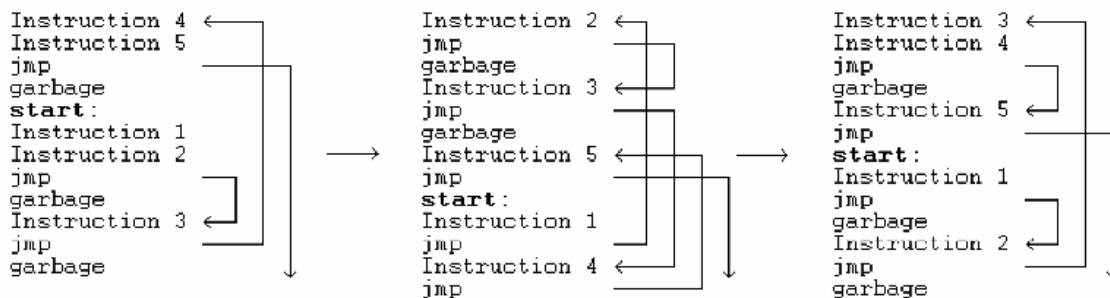 Instruction 4
Instruction 5
jmp
garbage
start:
Instruction 1
Instruction 2
jmp
garbage
Instruction 3
jmp
garbage
Instruction 2
jmp
garbage
Instruction 3
jmp
garbage
Instruction 5
jmp
start:
Instruction 1
jmp
Instruction 4
jmp
Instruction 3
Instruction 4
jmp
garbage
Instruction 5
jmp
start:
Instruction 1
jmp
garbage
Instruction 2
jmp
garbage